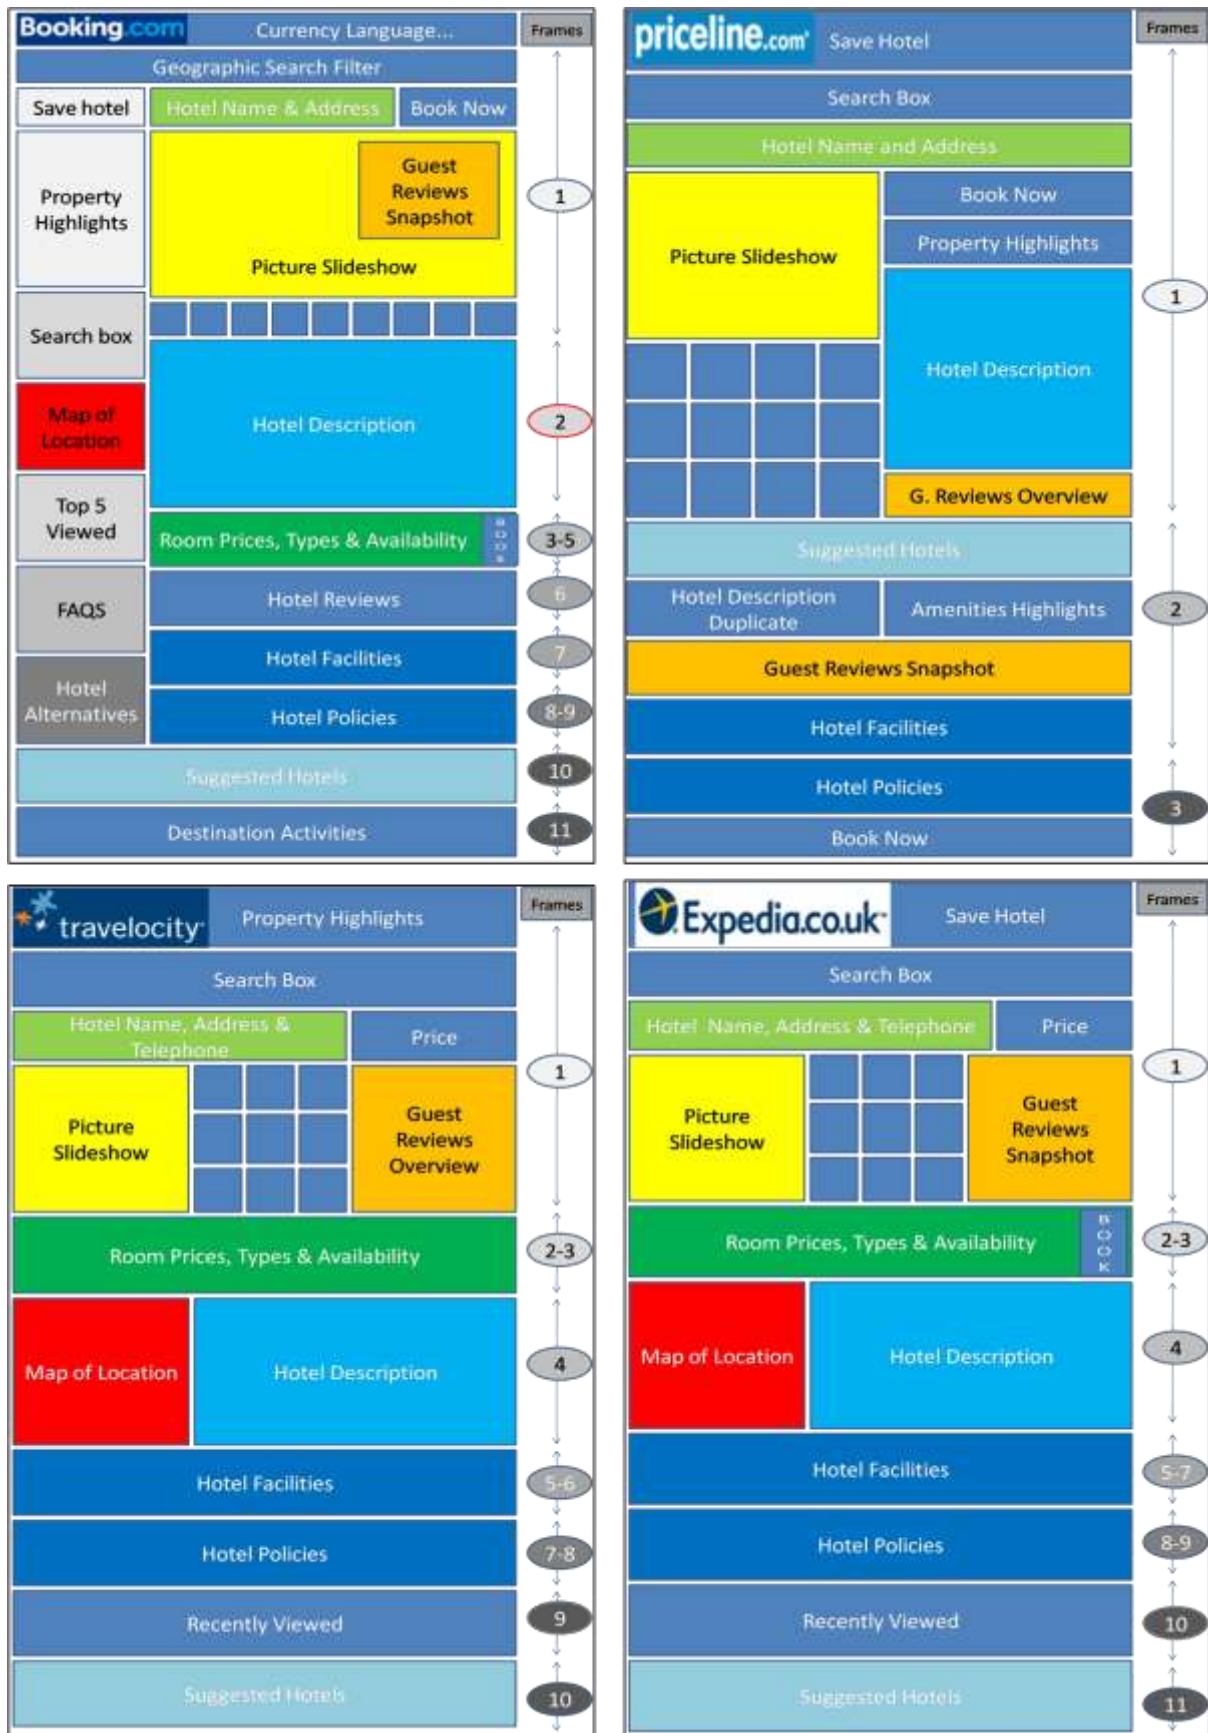 Booking.com
Currency Language...
Frames
Geographic Search Filter
Save hotel
Hotel Name & Address
Book Now
Property
Highlights
Guest
Reviews
Snapshot
Picture Slideshow
1
Search box
Map of
Location
Hotel Description
2
Top 5
Viewed
Room Prices, Types & Availability
3-5
FAQS
Hotel Reviews
6
Hotel Facilities
7
Hotel
Alternatives
Hotel Policies
8-9
Suggested Hotels
10
Destination Activities
11
priceline.com
Save Hotel
Frames
Search Box
Hotel Name and Address
Picture Slideshow
Book Now
Property Highlights
Hotel Description
1
G. Reviews Overview
Suggested Hotels
Hotel Description
Duplicate
Amenities Highlights
2
Guest Reviews Snapshot
Hotel Facilities
Hotel Policies
3
Book Now
travelocity
Property Highlights
Frames
Search Box
Hotel Name, Address &
Telephone
Price
1
Picture
Slideshow
Guest
Reviews
Overview
Room Prices, Types & Availability
2-3
Map of Location
Hotel Description
4
Hotel Facilities
5-6
Hotel Policies
7-8
Recently Viewed
9
Suggested Hotels
10
Expedia.co.uk
Save Hotel
Frames
Search Box
Hotel Name, Address & Telephone
Price
1
Picture
Slideshow
Guest
Reviews
Snapshot
Room Prices, Types & Availability
BOOK
2-3
Map of Location
Hotel Description
4
Hotel Facilities
5-7
Hotel Policies
8-9
Recently Viewed
10
Suggested Hotels
11